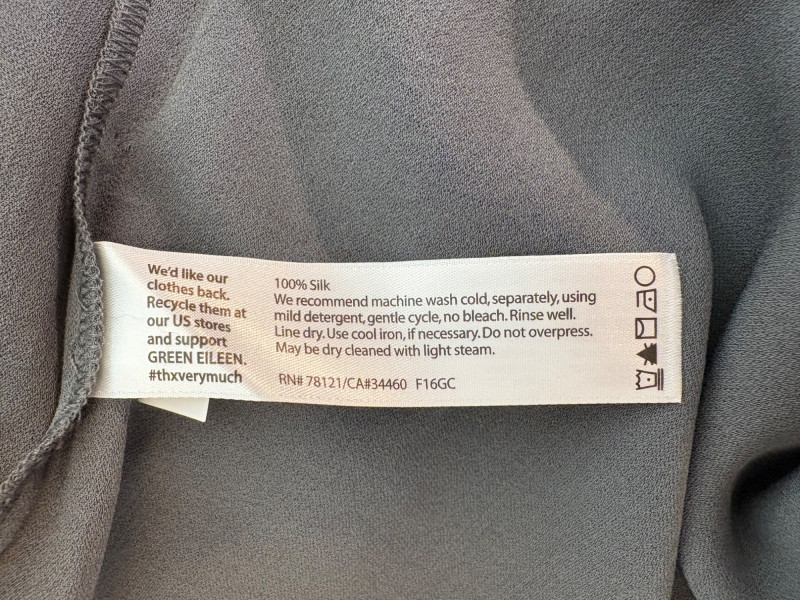 We'd like our
clothes back.
Recycle them at
our US stores
and support
GREEN EILEEN.
#thxverymuch
100% Silk
We recommend machine wash cold, separately, using
mild detergent, gentle cycle, no bleach. Rinse well.
Line dry. Use cool iron, if necessary. Do not overpress.
May be dry cleaned with light steam.
RN# 78121/CA#34460 F16GC